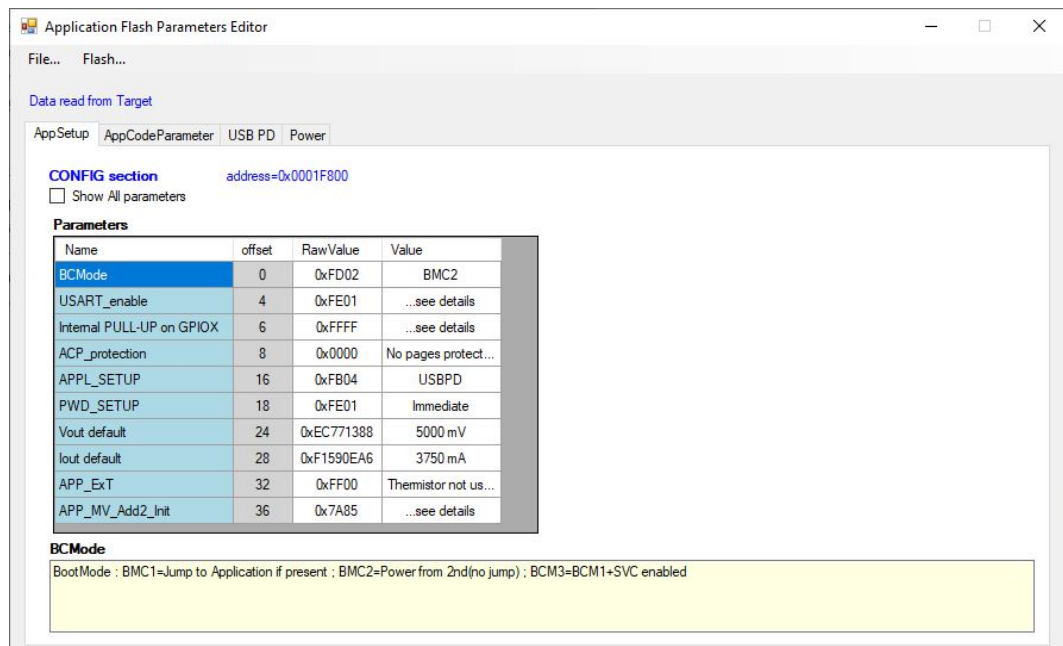 Application Flash Parameters Editor
File... Flash...
Data read from Target
AppSetup AppCodeParameter USB PD Power
CONFIG section address=0x0001F800
Show All parameters
Parameters
Name offset RawValue Value
BCMode 0 0xFD02 BMC2
USART_enable 4 0xFE01 ...see details
Internal PULL-UP on GPIOX 6 0xFFFF ...see details
ACP_protection 8 0x0000 No pages protect...
APPL_SETUP 16 0xFB04 USBPD
PWD_SETUP 18 0xFE01 Immediate
Vout default 24 0xEC771388 5000 mV
Iout default 28 0xF1590EA6 3750 mA
APP_ExT 32 0xFF00 Thermistor not us...
APP_MV_Add2_Init 36 0x7A85 ...see details
BCMode
BootMode : BMC1=Jump to Application if present ; BMC2=Power from 2nd(no jump) ; BCM3=BCM1+SVC enabled